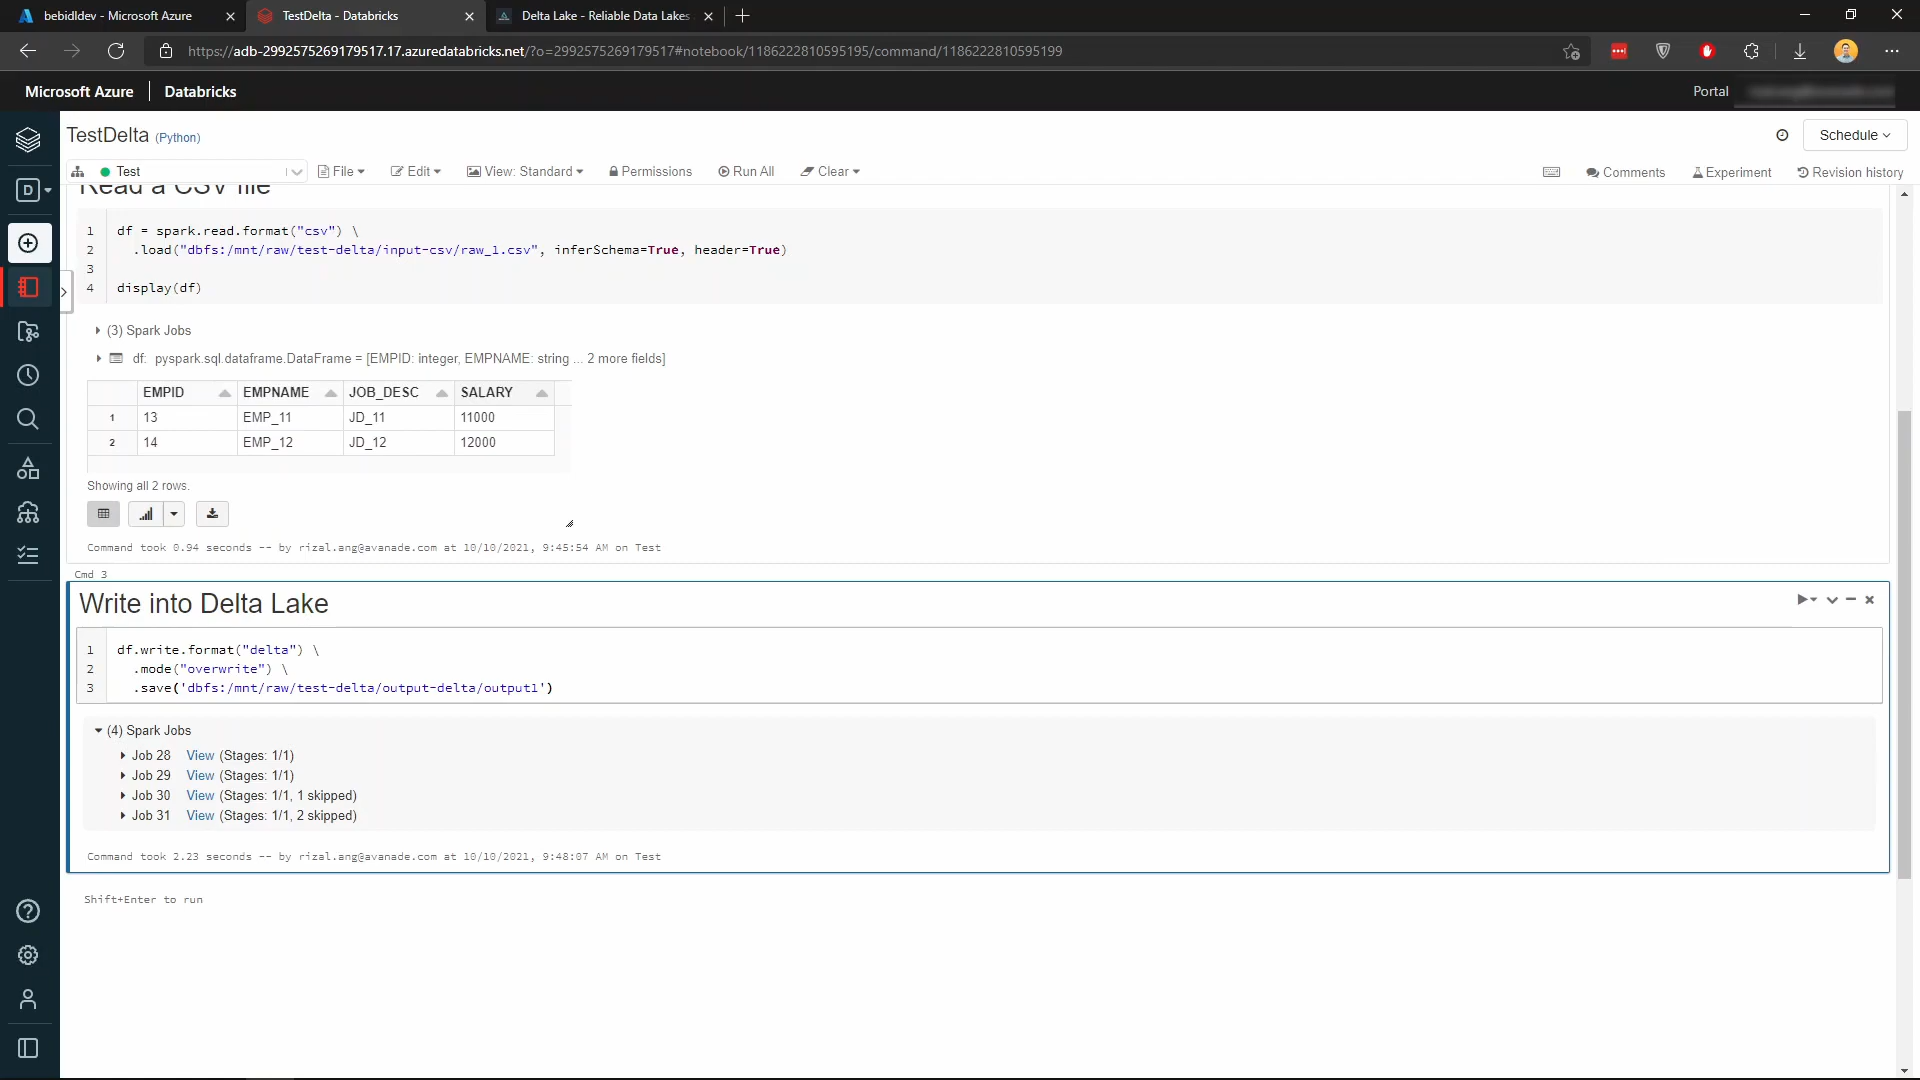 bebidldev - Microsoft Azure
TestDelta - Databricks
Delta Lake - Reliable Data Lakes
https://adb-2992575269179517.17.azuredatabricks.net/?o=2992575269179517#notebook/1186222810595195/command/1186222810595199
Microsoft Azure
Databricks
Portal
TestDelta (Python)
Schedule
D
Test
File
Edit
View: Standard
Permissions
Run All
Clear
Comments
Experiment
Revision history
Read a CSV file
1 df = spark.read.format("csv") \
2 .load("dbfs:/mnt/raw/test-delta/input-csv/raw_1.csv", inferSchema=True, header=True)
3
4 display(df)
(3) Spark Jobs
df: pyspark.sql.dataframe.DataFrame = [EMPID: integer, EMPNAME: string ... 2 more fields]
EMPID EMPNAME JOB_DESC SALARY
1 13 EMP_11 JD_11 11000
2 14 EMP_12 JD_12 12000
Showing all 2 rows.
Command took 0.94 seconds -- by rizal.ang@avanade.com at 10/10/2021, 9:45:54 AM on Test
Cmd 3
Write into Delta Lake
1 df.write.format("delta") \
2 .mode("overwrite") \
3 .save('dbfs:/mnt/raw/test-delta/output-delta/output1')
(4) Spark Jobs
Job 28 View (Stages: 1/1)
Job 29 View (Stages: 1/1)
Job 30 View (Stages: 1/1, 1 skipped)
Job 31 View (Stages: 1/1, 2 skipped)
Command took 2.23 seconds -- by rizal.ang@avanade.com at 10/10/2021, 9:48:07 AM on Test
Shift+Enter to run